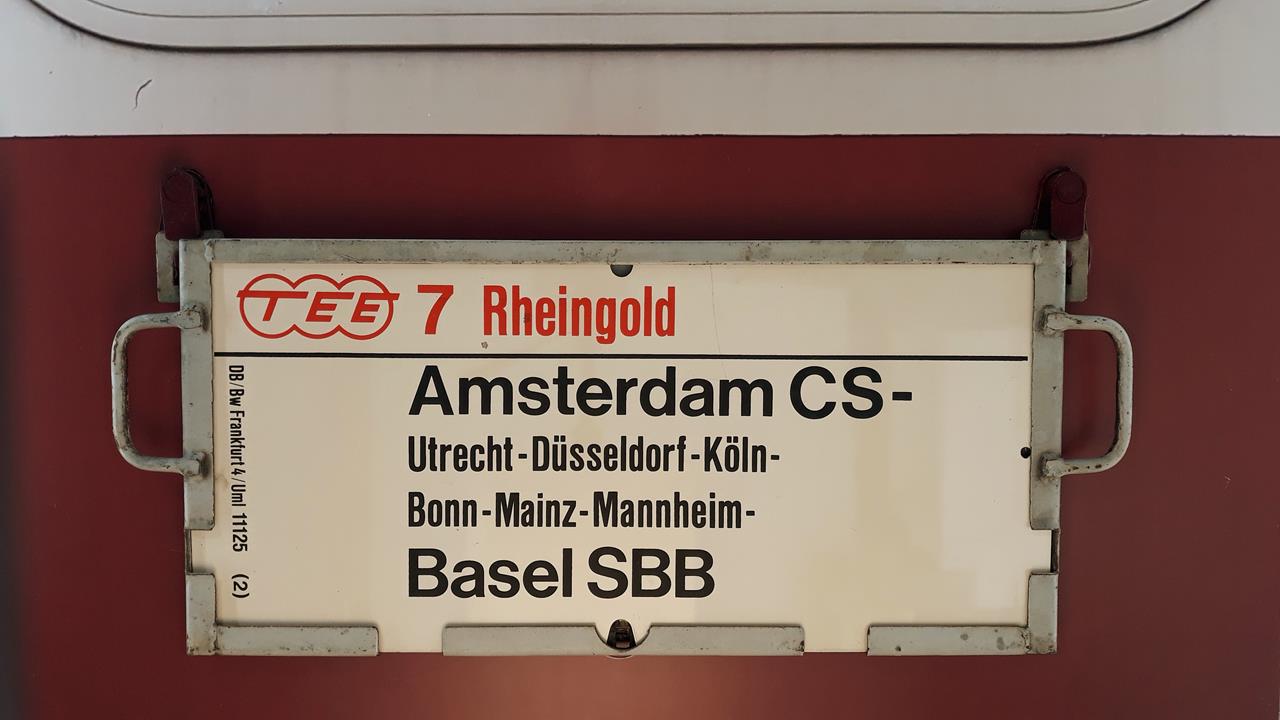 TEE 7 Rheingold
Amsterdam CS-
Utrecht-Düsseldorf-Köln-
Bonn-Mainz-Mannheim-
Basel SBB
DB/Bw Frankfurt 4/Uml 11125 (2)